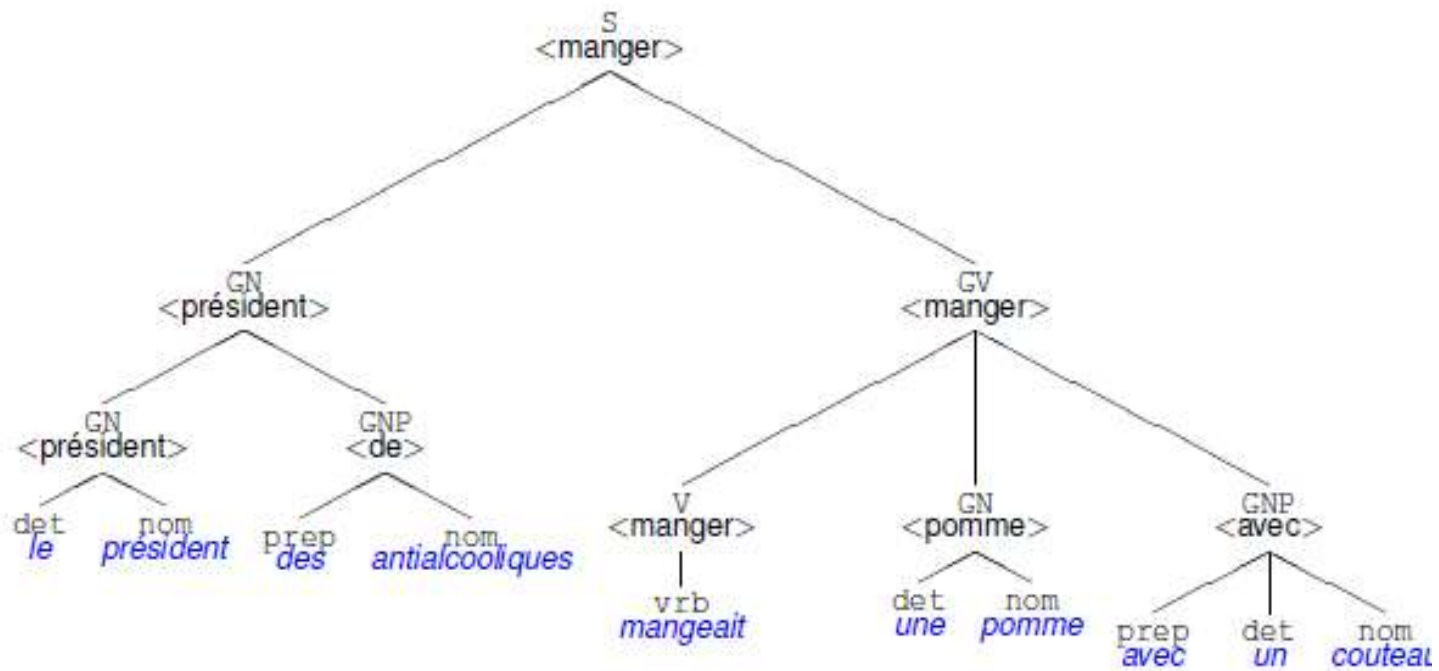 S
<manger>
GN GV
<président> <manger>
GN GNP
<président> <de>
V GN GNP
<manger> <pomme> <avec>
det nom prep nom
le président des antialcooliques
vrb det nom prep det nom
mangeait une pomme avec un couteau